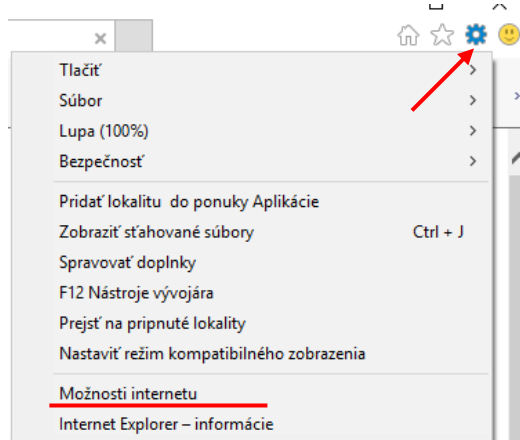 Tlačiť
Súbor
Lupa (100%)
Bezpečnosť
Pridať lokalitu  do ponuky Aplikácie
Zobraziť sťahované súbory Ctrl + J
Spravovať doplnky
F12 Nástroje vývojára
Prejsť na pripnuté lokality
Nastaviť režim kompatibilného zobrazenia
Možnosti internetu
Internet Explorer – informácie